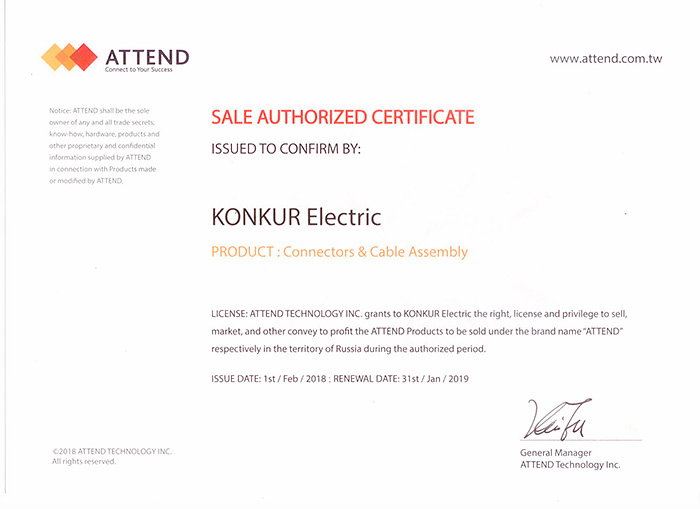 ATTEND
Connect to Your Success
www.attend.com.tw
Notice: ATTEND shall be the sole
owner of any and all trade secrets,
know-how, hardware, products and
other proprietary and confidential
information supplied by ATTEND
in connection with Products made
or modified by ATTEND.
SALE AUTHORIZED CERTIFICATE
ISSUED TO CONFIRM BY:
KONKUR Electric
PRODUCT : Connectors & Cable Assembly
LICENSE: ATTEND TECHNOLOGY INC. grants to KONKUR Electric the right, license and privilege to sell,
market, and other convey to profit the ATTEND Products to be sold under the brand name "ATTEND"
respectively in the territory of Russia during the authorized period.
ISSUE DATE: 1st / Feb / 2018 ; RENEWAL DATE: 31st / Jan / 2019
General Manager
ATTEND Technology Inc.
©2018 ATTEND TECHNOLOGY INC.
All rights reserved.